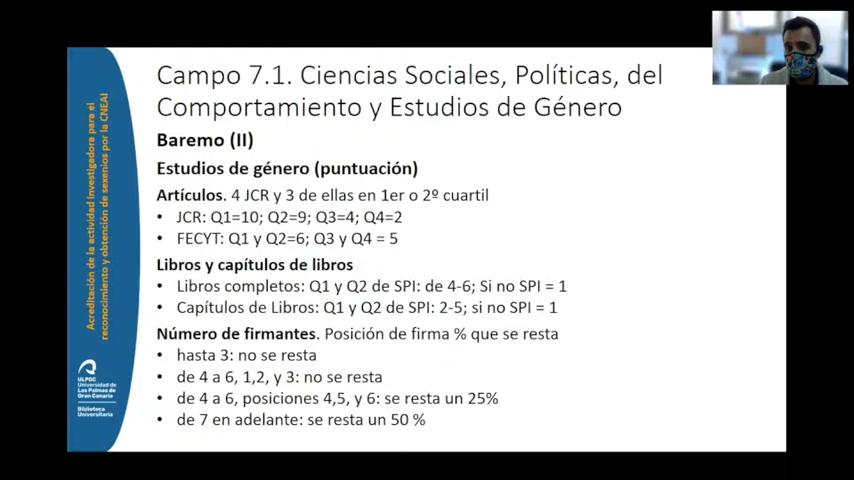 Campo 7.1. Ciencias Sociales, Políticas, del
Comportamiento y Estudios de Género
Baremo (II)
Estudios de género (puntuación)
Artículos. 4 JCR y 3 de ellas en 1er o 2º cuartil
• JCR: Q1=10; Q2=9; Q3=4; Q4=2
• FECYT: Q1 y Q2=6; Q3 y Q4 = 5
Libros y capítulos de libros
• Libros completos: Q1 y Q2 de SPI: de 4-6; Si no SPI = 1
• Capítulos de Libros: Q1 y Q2 de SPI: 2-5; si no SPI = 1
Número de firmantes. Posición de firma % que se resta
• hasta 3: no se resta
• de 4 a 6, 1,2, y 3: no se resta
• de 4 a 6, posiciones 4,5, y 6: se resta un 25%
• de 7 en adelante: se resta un 50 %
Acreditación de la actividad investigadora para el
reconocimiento y obtención de sexenios por la CNEAI
ULPGC
Universidad de
Las Palmas de
Gran Canaria
Biblioteca
Universitaria